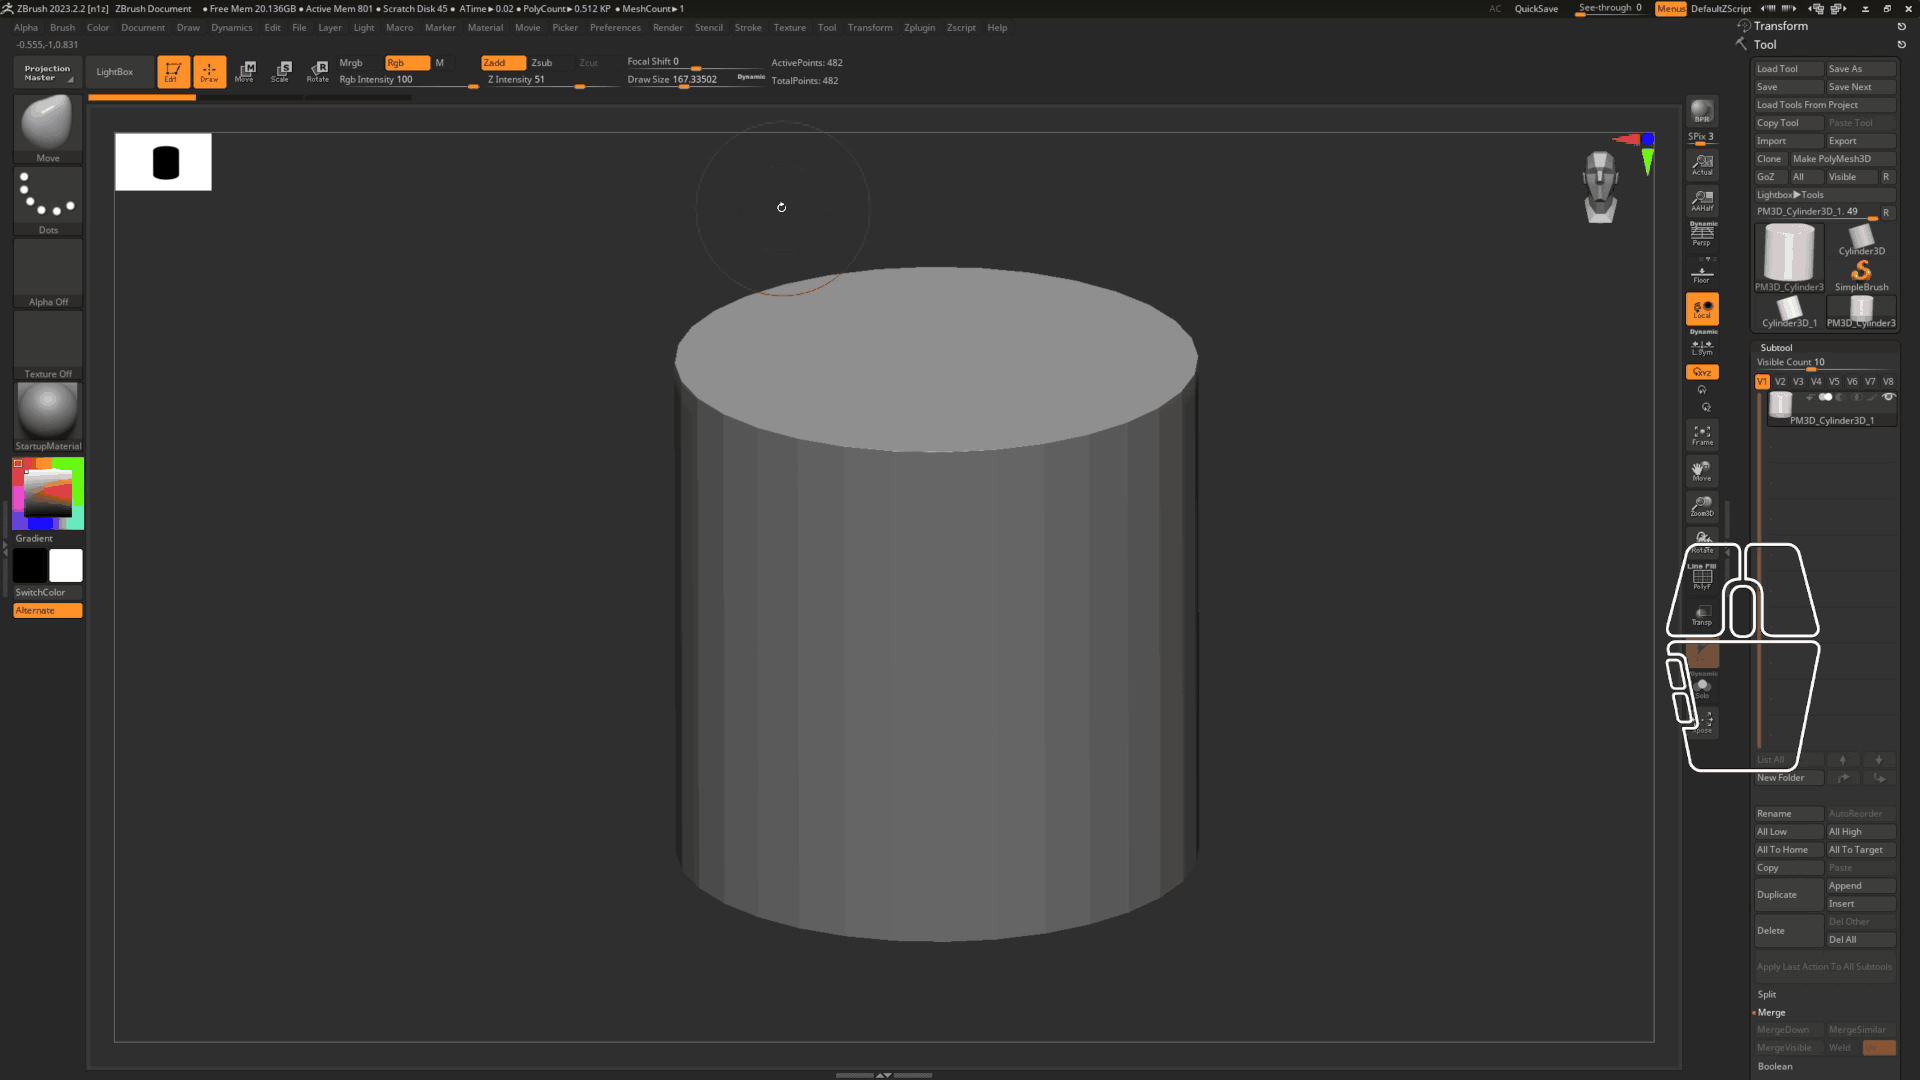 ZBrush 2023.2.2 [n1z] ZBrush Document ● Free Mem 20.136GB ● Active Mem 801 ● Scratch Disk 45 ● ATime►0.02 ● PolyCount►0.512 KP ● MeshCount►1 AC QuickSave See-through 0 Menus DefaultZScript
Alpha Brush Color Document Draw Dynamics Edit File Layer Light Macro Marker Material Movie Picker Preferences Render Stencil Stroke Texture Tool Transform Zplugin Zscript Help
-0.555,-1,0.831
Projection Master
LightBox
Edit
Draw
Move
Scale
Rotate
Mrgb Rgb M
Rgb Intensity 100
Zadd Zsub Zcut
Z Intensity 51
Focal Shift 0
Draw Size 167.33502 Dynamic
ActivePoints: 482
TotalPoints: 482
Move
Dots
Alpha Off
Texture Off
StartupMaterial
Gradient
SwitchColor
Alternate
BPR
SPix 3
Actual
AAHalf
Dynamic
Persp
Floor
Local
Dynamic
L.Sym
XYZ
Frame
Move
Zoom3D
Rotate
Line Fill
PolyF
Transp
Dynamic
Solo
Transform
Tool
Load Tool Save As
Save Save Next
Load Tools From Project
Copy Tool Paste Tool
Import Export
Clone Make PolyMesh3D
GoZ All Visible R
Lightbox►Tools
PM3D_Cylinder3D_1. 49 R
PM3D_Cylinder3
Cylinder3D
SimpleBrush
Cylinder3D_1
PM3D_Cylinder3
Subtool
Visible Count 10
V1 V2 V3 V4 V5 V6 V7 V8
PM3D_Cylinder3D_1
List All
New Folder
Rename AutoReorder
All Low All High
All To Home All To Target
Copy Paste
Duplicate Append
Insert
Delete Del Other
Del All
Apply Last Action To All Subtools
Split
Merge
MergeDown MergeSimilar
MergeVisible Weld
Boolean